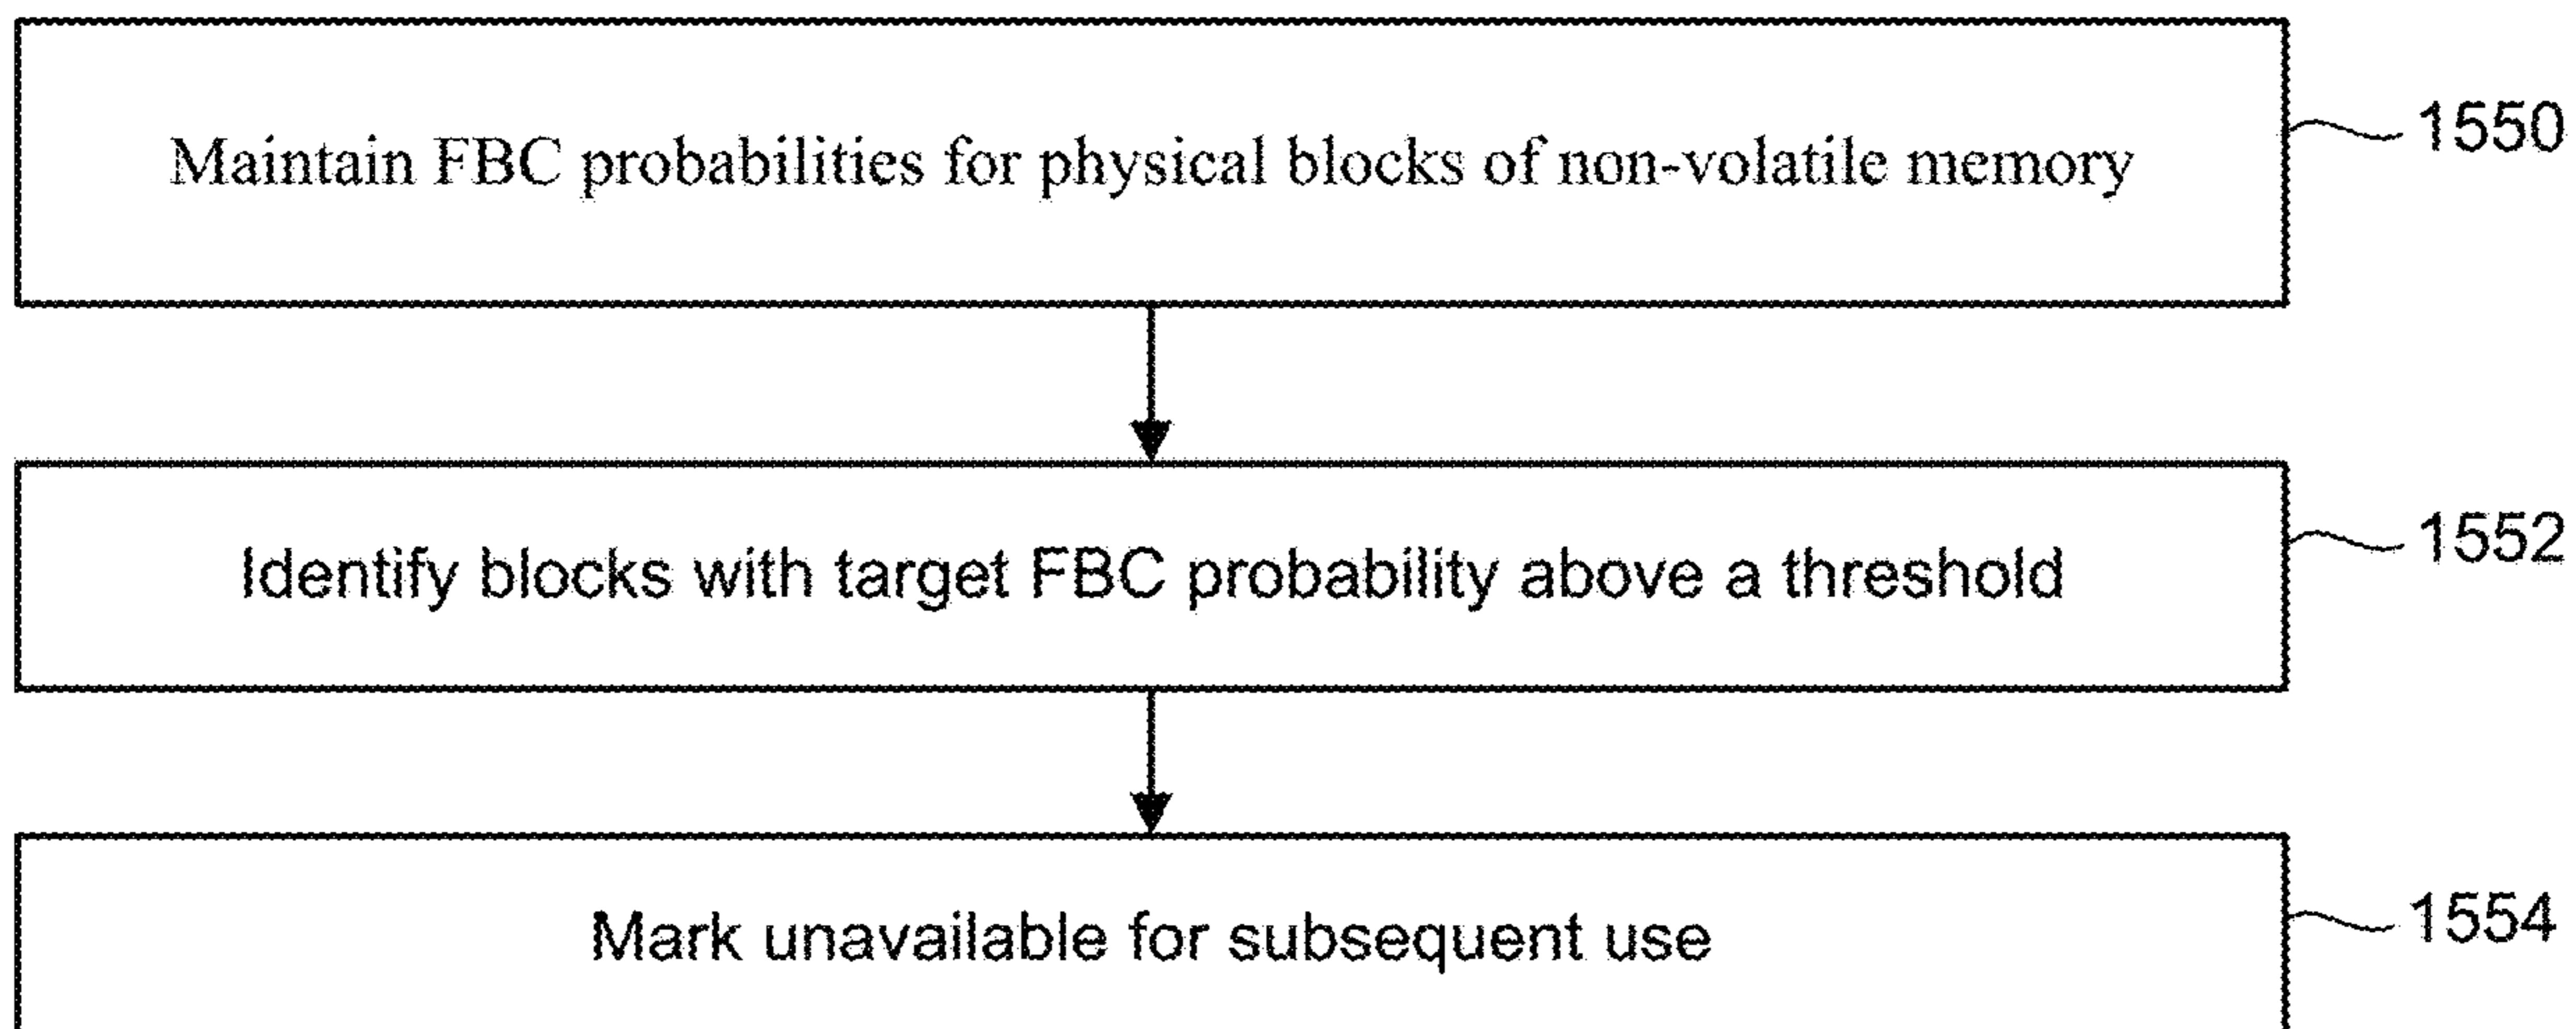 Maintain FBC probabilities for physical blocks of non-volatile memory
1550
Identify blocks with target FBC probability above a threshold
1552
Mark unavailable for subsequent use
1554